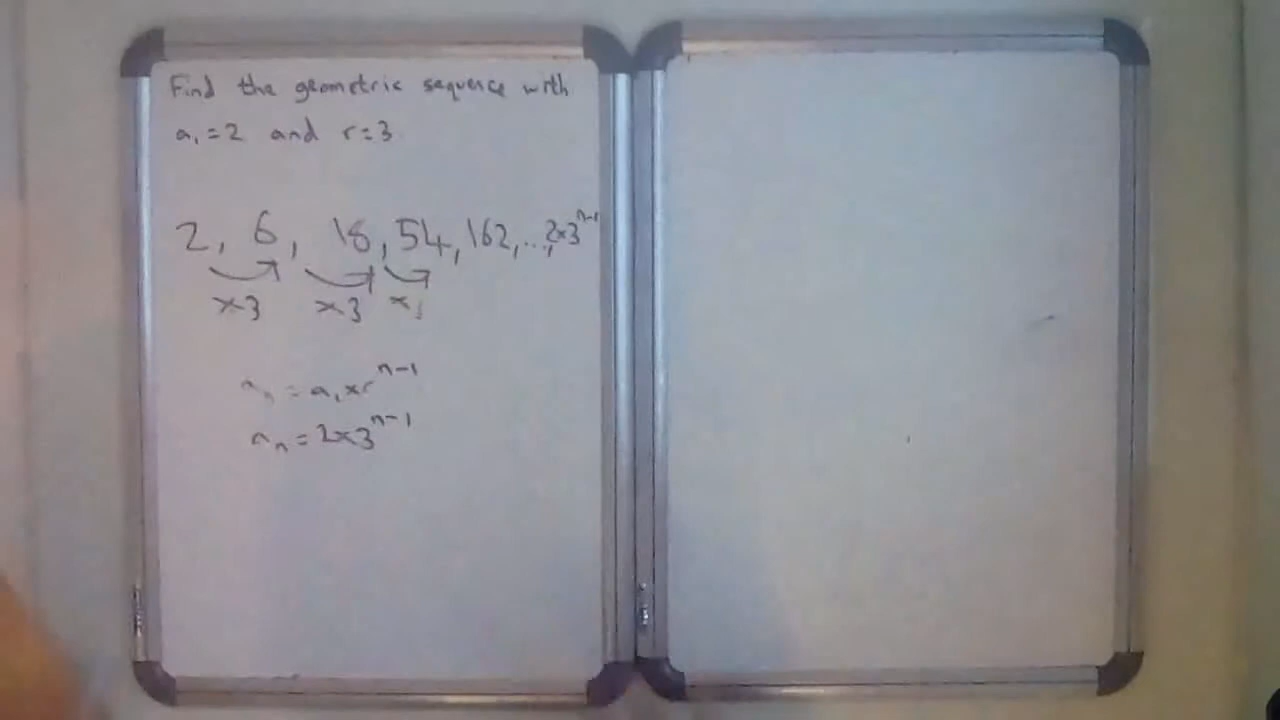 Find the geometric sequence with
a₁=2 and r=3
2, 6, 18, 54, 162, ..., 2×3ⁿ⁻¹
×3 ×3 ×
aₙ = a₁×rⁿ⁻¹
aₙ = 2×3ⁿ⁻¹